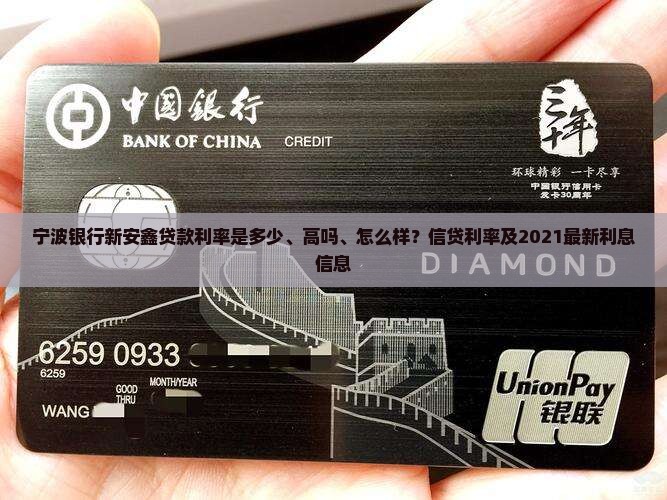 中國銀行
BANK OF CHINA
CREDIT
三十年
环球精彩 一卡尽享
中国银行信用卡
发卡30周年
宁波银行新安鑫贷款利率是多少、高吗、怎么样？信贷利率及2021最新利息
信息
DIAMOND
6259 0933
6259
GOOD
THRU
MONTH/YEAR
WANG
UnionPay
银联